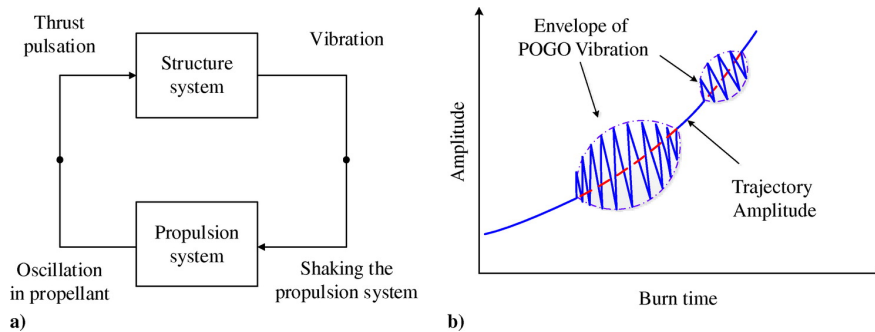 Thrust
pulsation
Vibration
Structure
system
Propulsion
system
Oscillation
in propellant
Shaking the
propulsion system
a)
Envelope of
POGO Vibration
Amplitude
Trajectory
Amplitude
Burn time
b)